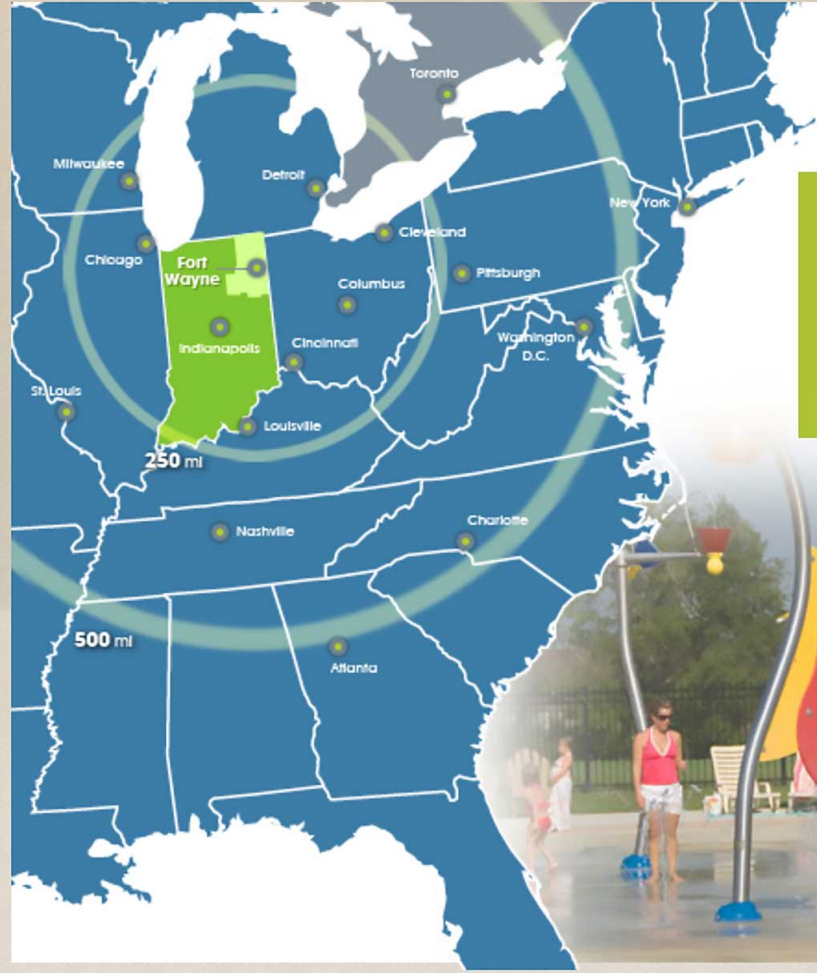 Toronto
Milwaukee
Detroit
New York
Cleveland
Chicago
Fort
Wayne
Pittsburgh
Columbus
Washington
D.C.
Indianapolis
Cincinnati
St. Louis
Louisville
250 mi
Nashville
Charlotte
500 mi
Atlanta